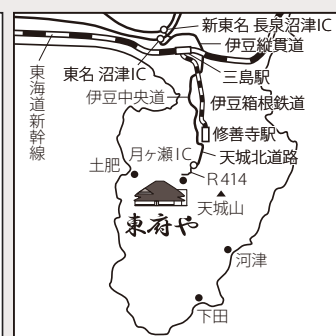 新東名 長泉沼津IC
伊豆縦貫道
東名 沼津IC
三島駅
東海道新幹線
伊豆中央道
伊豆箱根鉄道
修善寺駅
月ヶ瀬IC
天城北道路
土肥
R414
天城山
東府や
河津
下田